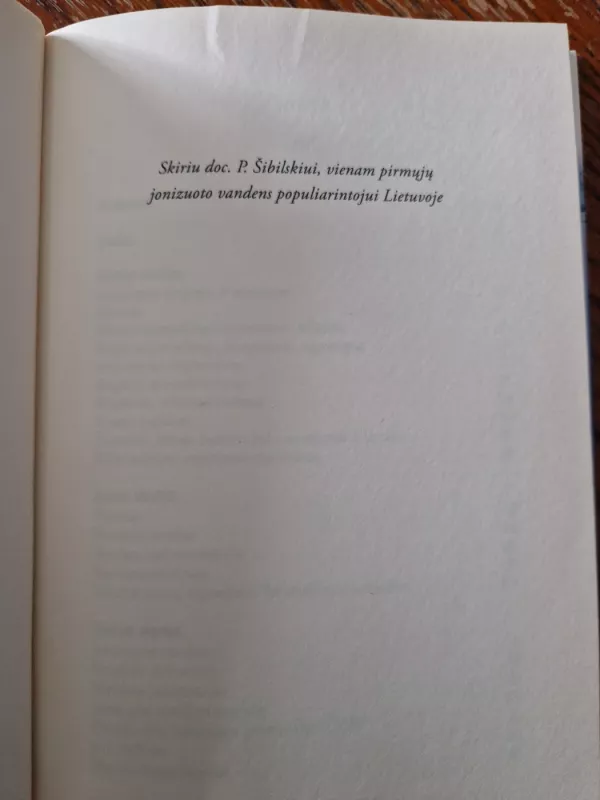 Skiriu doc. P. Šibilskiui, vienam pirmųjų
jonizuoto vandens populiarintojui Lietuvoje